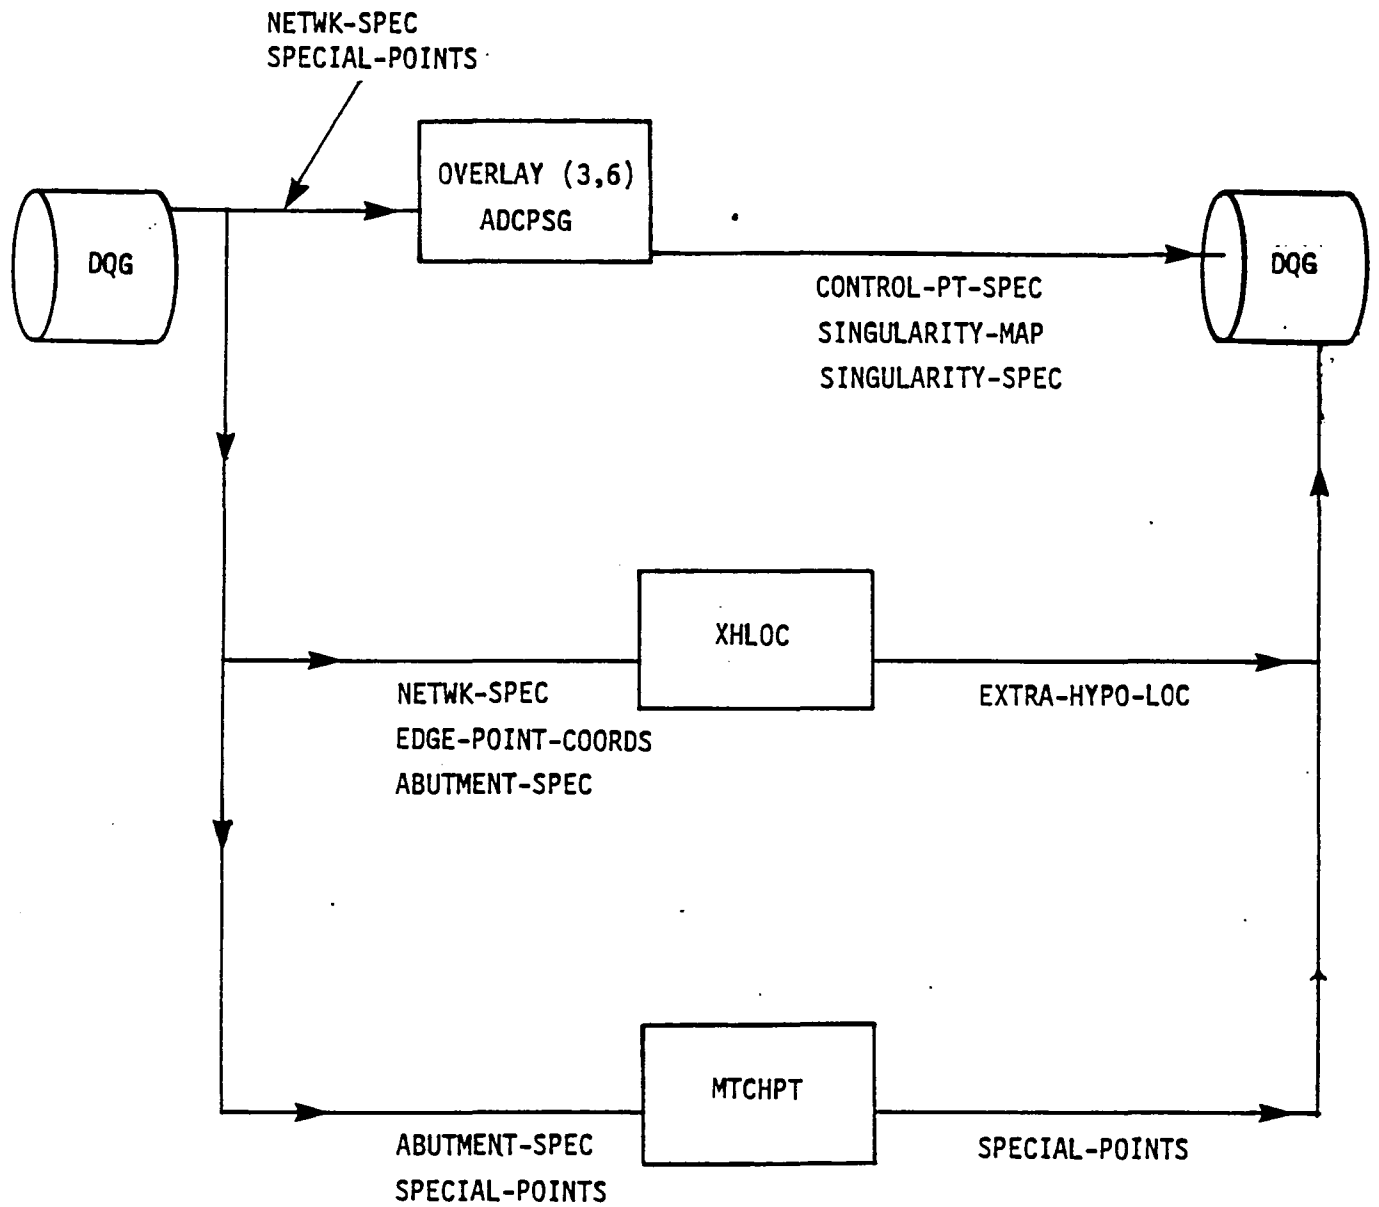 NETWK-SPEC
SPECIAL-POINTS
OVERLAY (3,6)
ADCPSG
DQG
DQG
CONTROL-PT-SPEC
SINGULARITY-MAP
SINGULARITY-SPEC
XHLOC
NETWK-SPEC
EDGE-POINT-COORDS
ABUTMENT-SPEC
EXTRA-HYPO-LOC
MTCHPT
ABUTMENT-SPEC
SPECIAL-POINTS
SPECIAL-POINTS